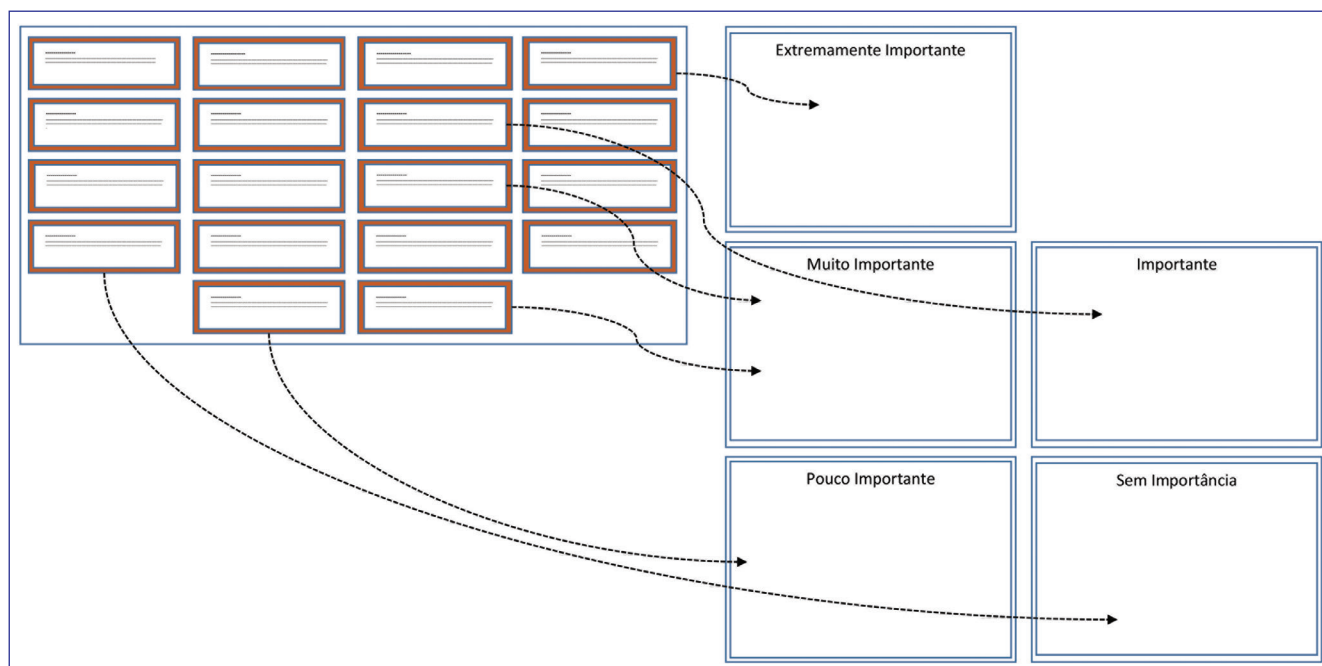 Extremamente Importante
Muito Importante
Importante
Pouco Importante
Sem Importância